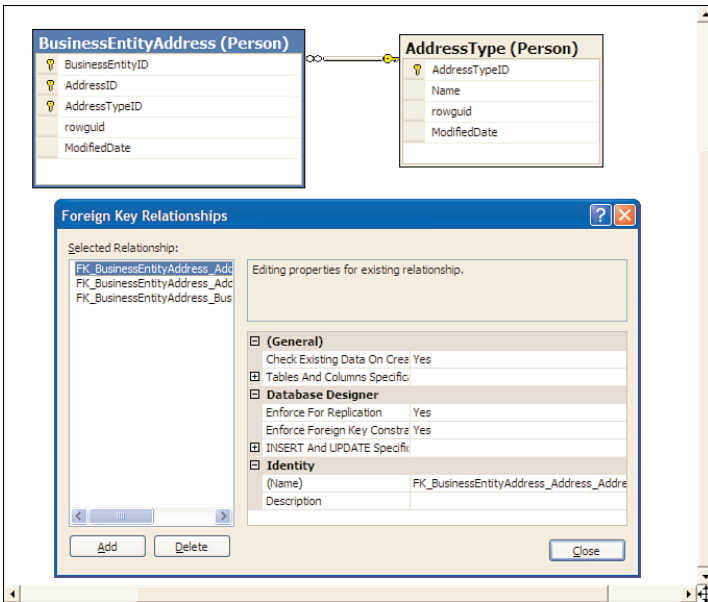 BusinessEntityAddress (Person)
BusinessEntityID
AddressID
AddressTypeID
rowguid
ModifiedDate
AddressType (Person)
AddressTypeID
Name
rowguid
ModifiedDate
Foreign Key Relationships
Selected Relationship:
FK_BusinessEntityAddress_Add
FK_BusinessEntityAddress_Adc
FK_BusinessEntityAddress_Bus
Editing properties for existing relationship.
(General)
Check Existing Data On Crea Yes
Tables And Columns Specific
Database Designer
Enforce For Replication Yes
Enforce Foreign Key Constra Yes
INSERT And UPDATE Specific
Identity
(Name) FK_BusinessEntityAddress_Address_Addre
Description
Add Delete Close